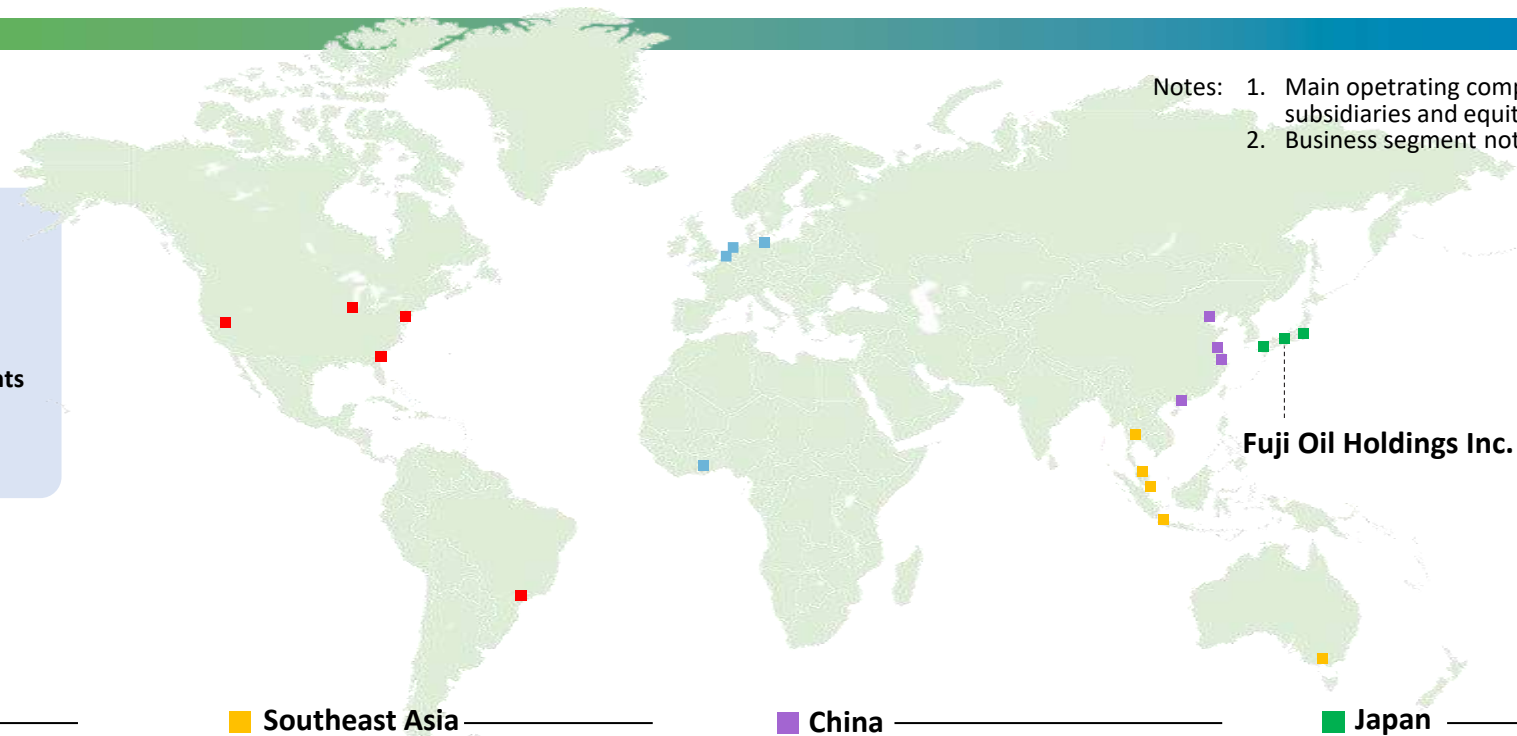 Notes: 1. Main opetrating comp
subsidiaries and equit
2. Business segment not
nts
Fuji Oil Holdings Inc.
Southeast Asia
China
Japan